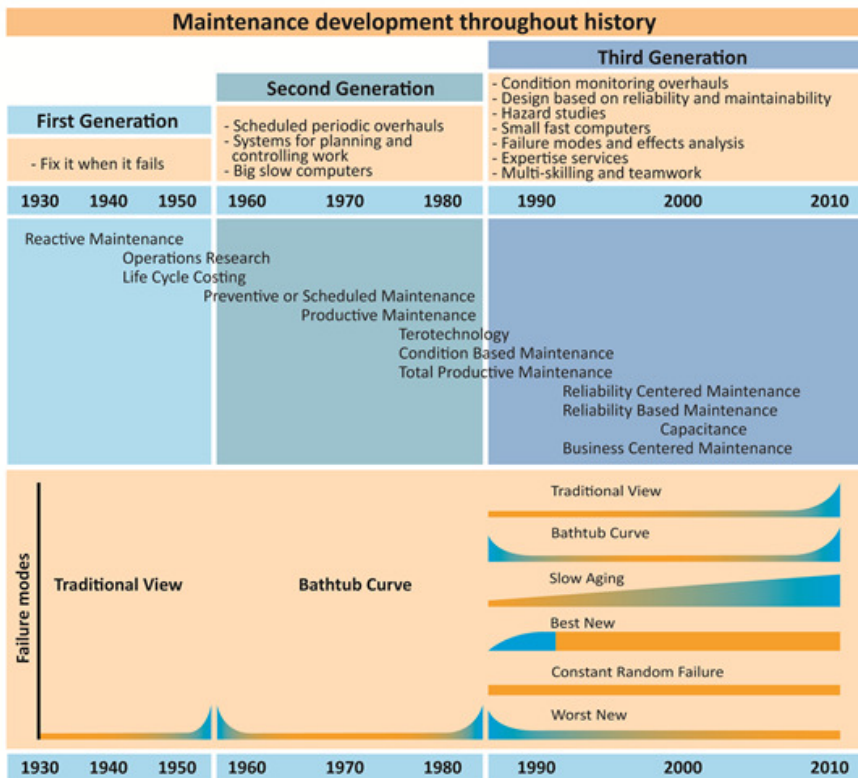 Maintenance development throughout history
First Generation
- Fix it when it fails
Second Generation
- Scheduled periodic overhauls
- Systems for planning and
controlling work
- Big slow computers
Third Generation
- Condition monitoring overhauls
- Design based on reliability and maintainability
- Hazard studies
- Small fast computers
- Failure modes and effects analysis
- Expertise services
- Multi-skilling and teamwork
1930 1940 1950 1960 1970 1980 1990 2000 2010
Reactive Maintenance
Operations Research
Life Cycle Costing
Preventive or Scheduled Maintenance
Productive Maintenance
Terotechnology
Condition Based Maintenance
Total Productive Maintenance
Reliability Centered Maintenance
Reliability Based Maintenance
Capacitance
Business Centered Maintenance
Failure modes
Traditional View
Bathtub Curve
Traditional View
Bathtub Curve
Slow Aging
Best New
Constant Random Failure
Worst New
1930 1940 1950 1960 1970 1980 1990 2000 2010